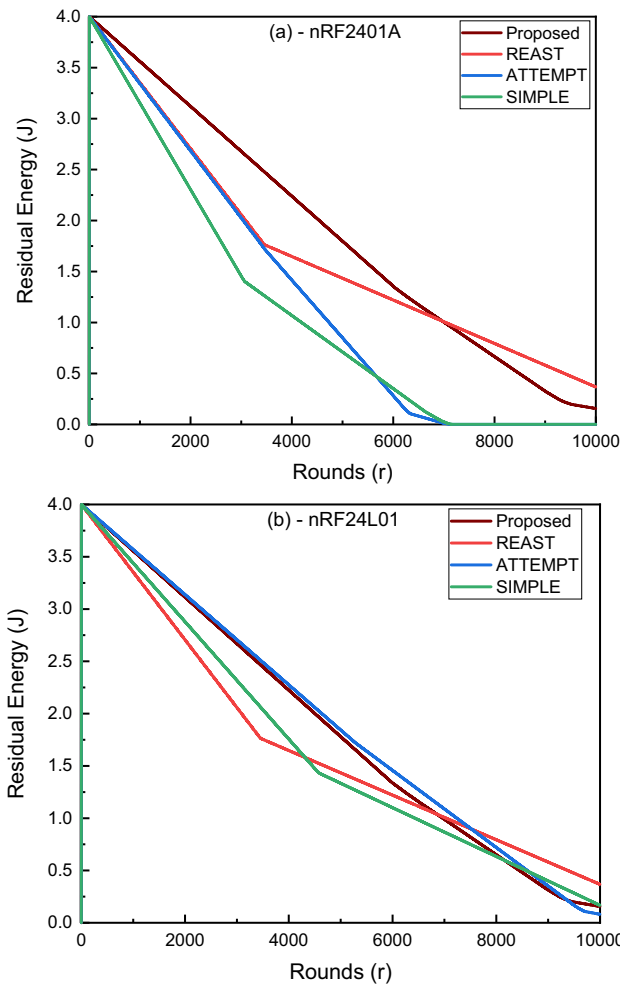 (a) - nRF2401A
Proposed
REAST
ATTEMPT
SIMPLE
4.0
3.5
3.0
2.5
2.0
1.5
1.0
0.5
0.0
Residual Energy (J)
0 2000 4000 6000 8000 10000
Rounds (r)
(b) - nRF24L01
Proposed
REAST
ATTEMPT
SIMPLE
4.0
3.5
3.0
2.5
2.0
1.5
1.0
0.5
0.0
Residual Energy (J)
0 2000 4000 6000 8000 10000
Rounds (r)